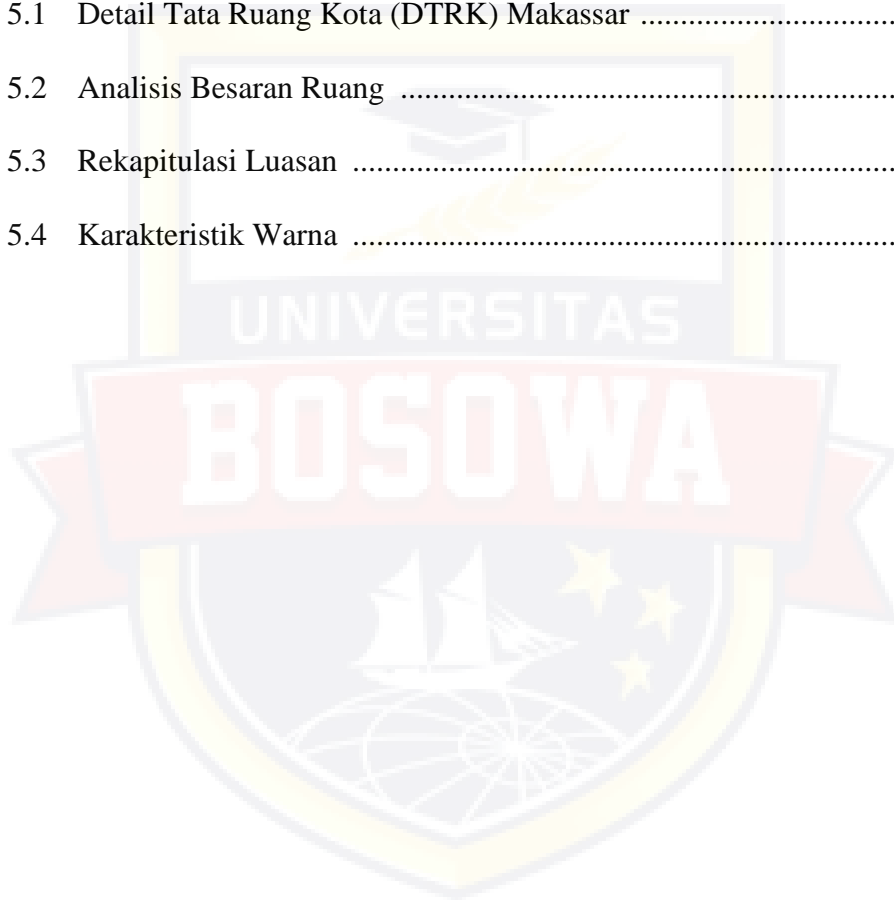 5.1 Detail Tata Ruang Kota (DTRK) Makassar ................................
5.2 Analisis Besaran Ruang ..............................................................
5.3 Rekapitulasi Luasan ....................................................................
5.4 Karakteristik Warna ....................................................................
UNIVERSITAS
BOSOWA